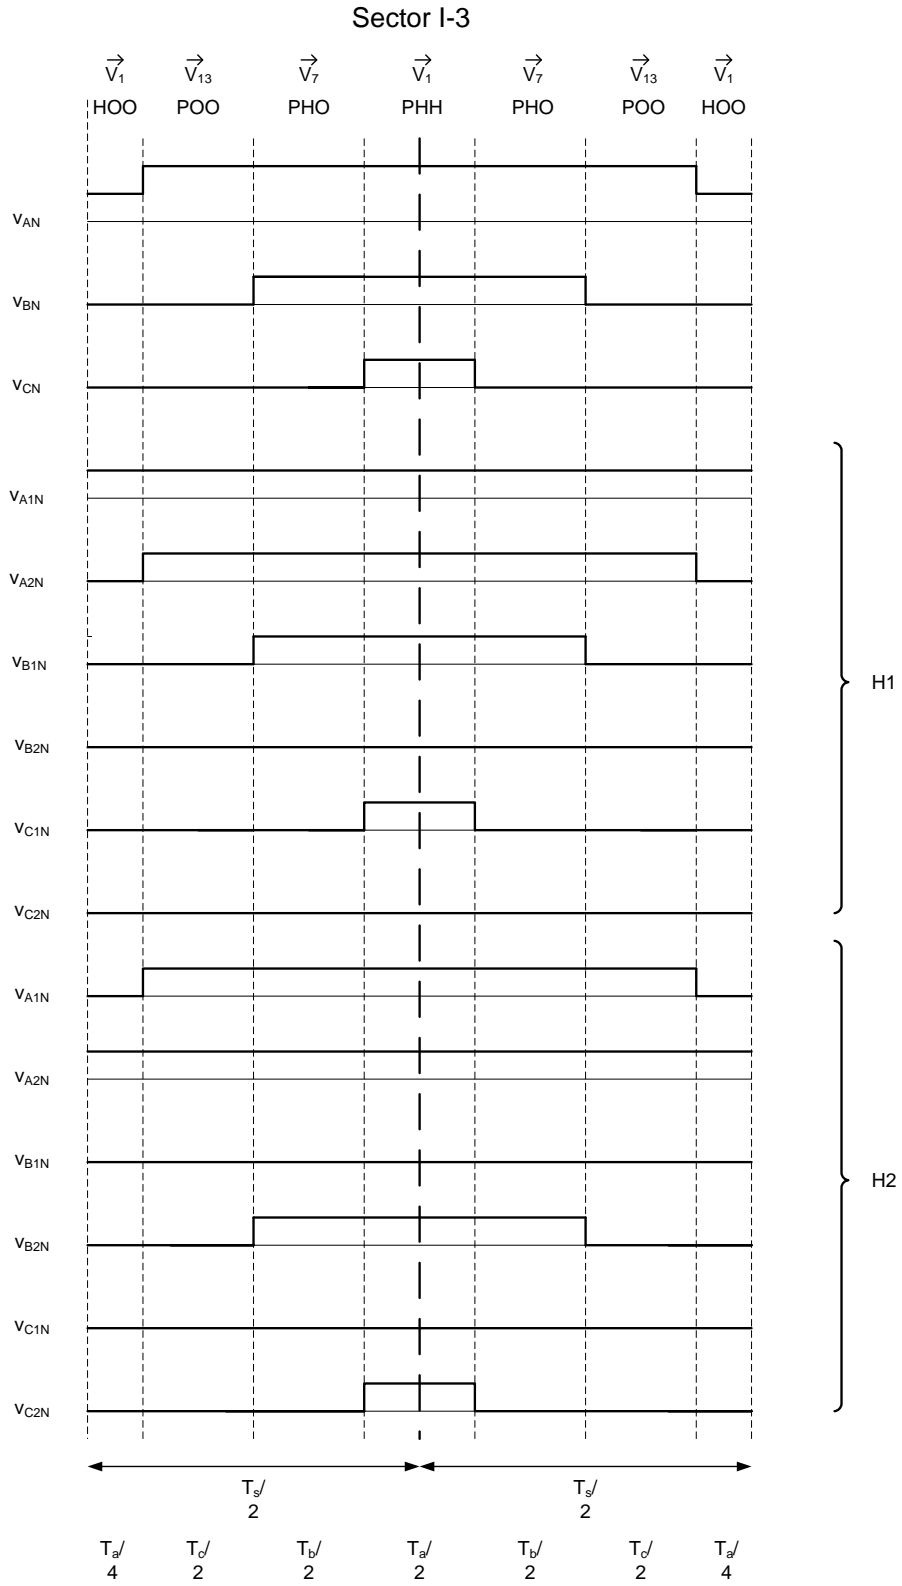 Sector I-3
V1 V13 V7 V1 V7 V13 V1
HOO POO PHO PHH PHO POO HOO
vAN
vBN
vCN
vA1N
vA2N
vB1N
H1
vB2N
vC1N
vC2N
vA1N
vA2N
vB1N
H2
vB2N
vC1N
vC2N
Ts/2 Ts/2
Ta/4 Tc/2 Tb/2 Ta/2 Tb/2 Tc/2 Ta/4